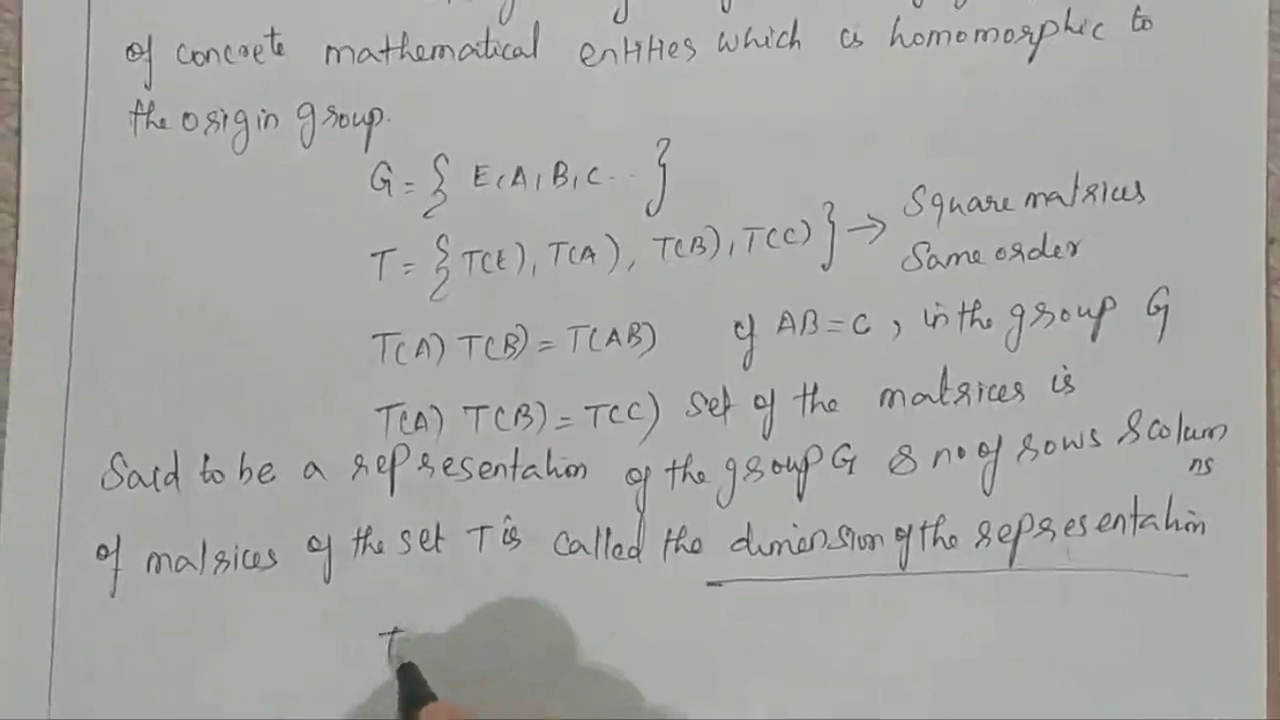 of concrete mathematical entities which is homomorphic to
the origin group.
G = { E, A, B, C .. }
T = { T(E), T(A), T(B), T(C) } → Square matrices
Same order
T(A) T(B) = T(AB) if AB = C, in the group G
T(A) T(B) = T(C) set of the matrices is
Said to be a representation of the group G & no of rows & colum
ns
of matrices of the set T is called the dimension of the representation
T